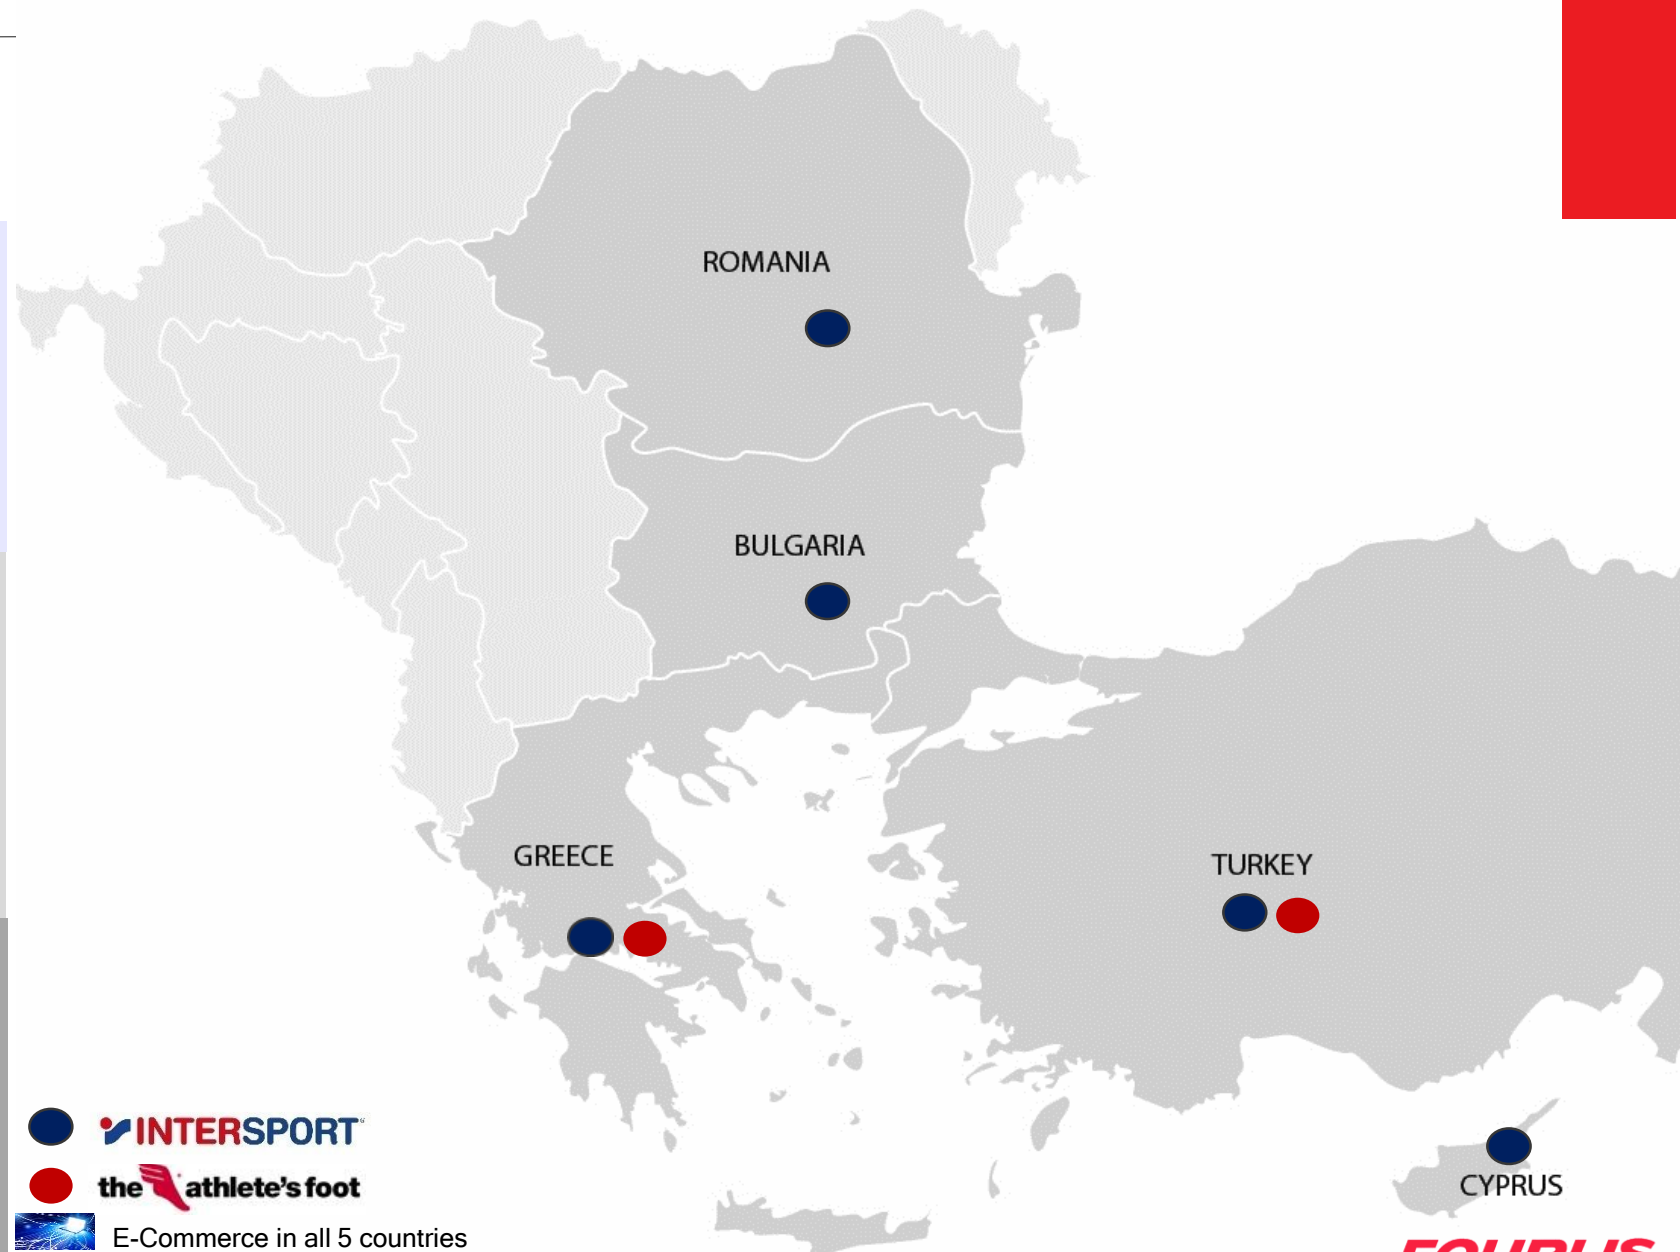 ROMANIA
BULGARIA
GREECE
TURKEY
CYPRUS
INTERSPORT
the athlete's foot
E-Commerce in all 5 countries